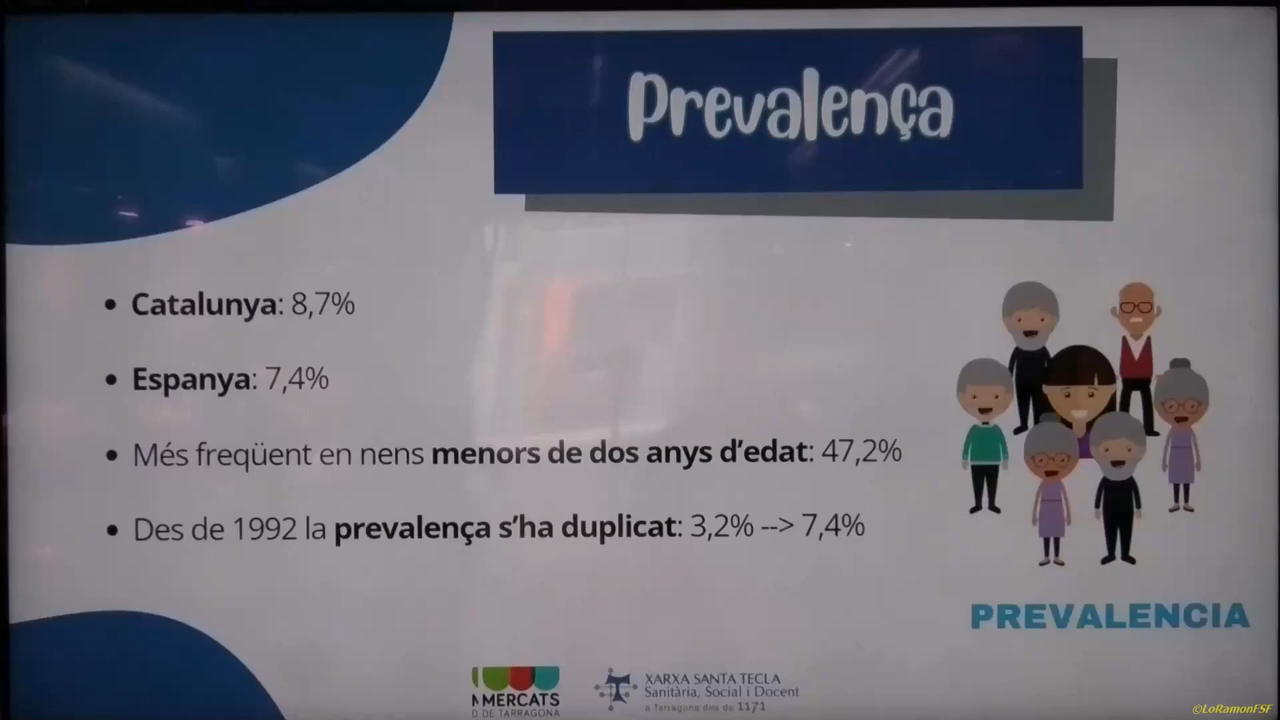 Prevalença
• Catalunya: 8,7%
• Espanya: 7,4%
• Més freqüent en nens menors de dos anys d'edat: 47,2%
• Des de 1992 la prevalença s'ha duplicat: 3,2% --> 7,4%
PREVALENCIA
MERCATS
DE TARRAGONA
XARXA SANTA TECLA
Sanitària, Social i Docent
a Tarragona des de 1171
©LoRamonFSF